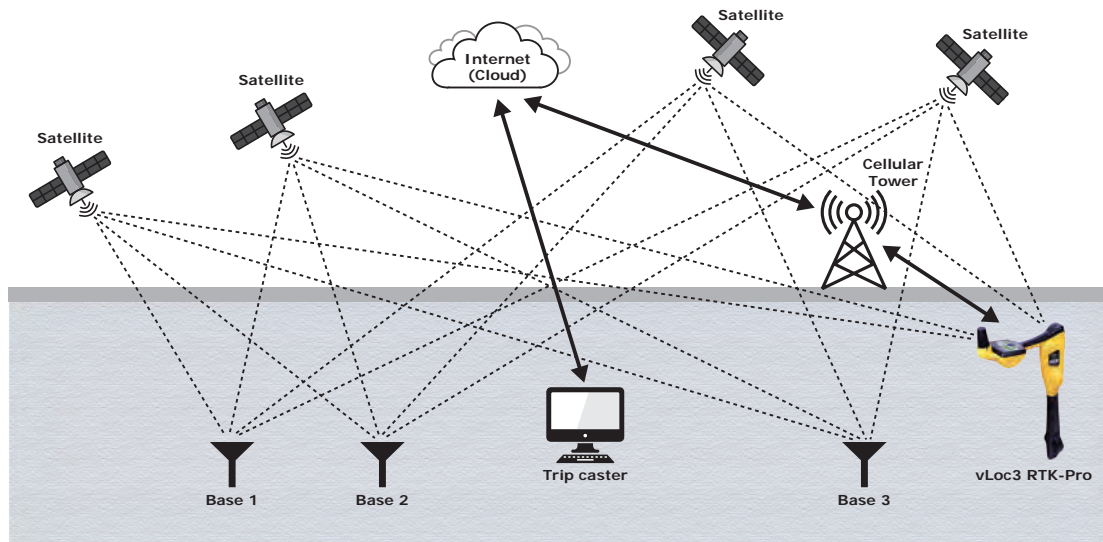 Satellite
Satellite
Internet
(Cloud)
Satellite
Satellite
Cellular
Tower
Trip caster
vLoc3 RTK-Pro
Base 1
Base 2
Base 3